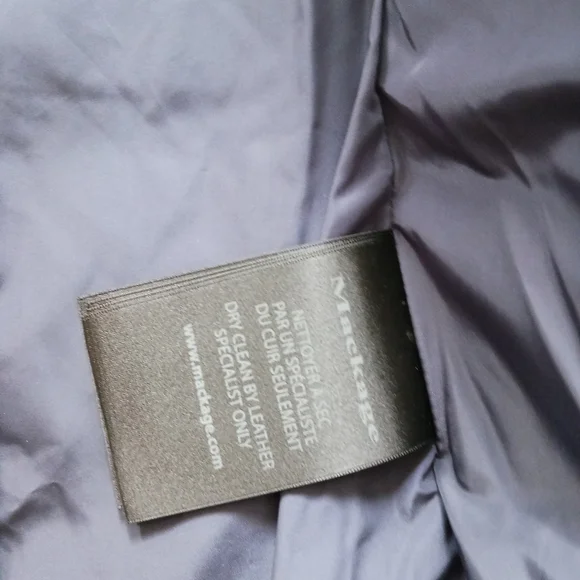 Mackage
NETTOYER À SEC
PAR UN SPÉCIALISTE
DU CUIR SEULEMENT
DRY CLEAN BY LEATHER
SPECIALIST ONLY
www.mackage.com